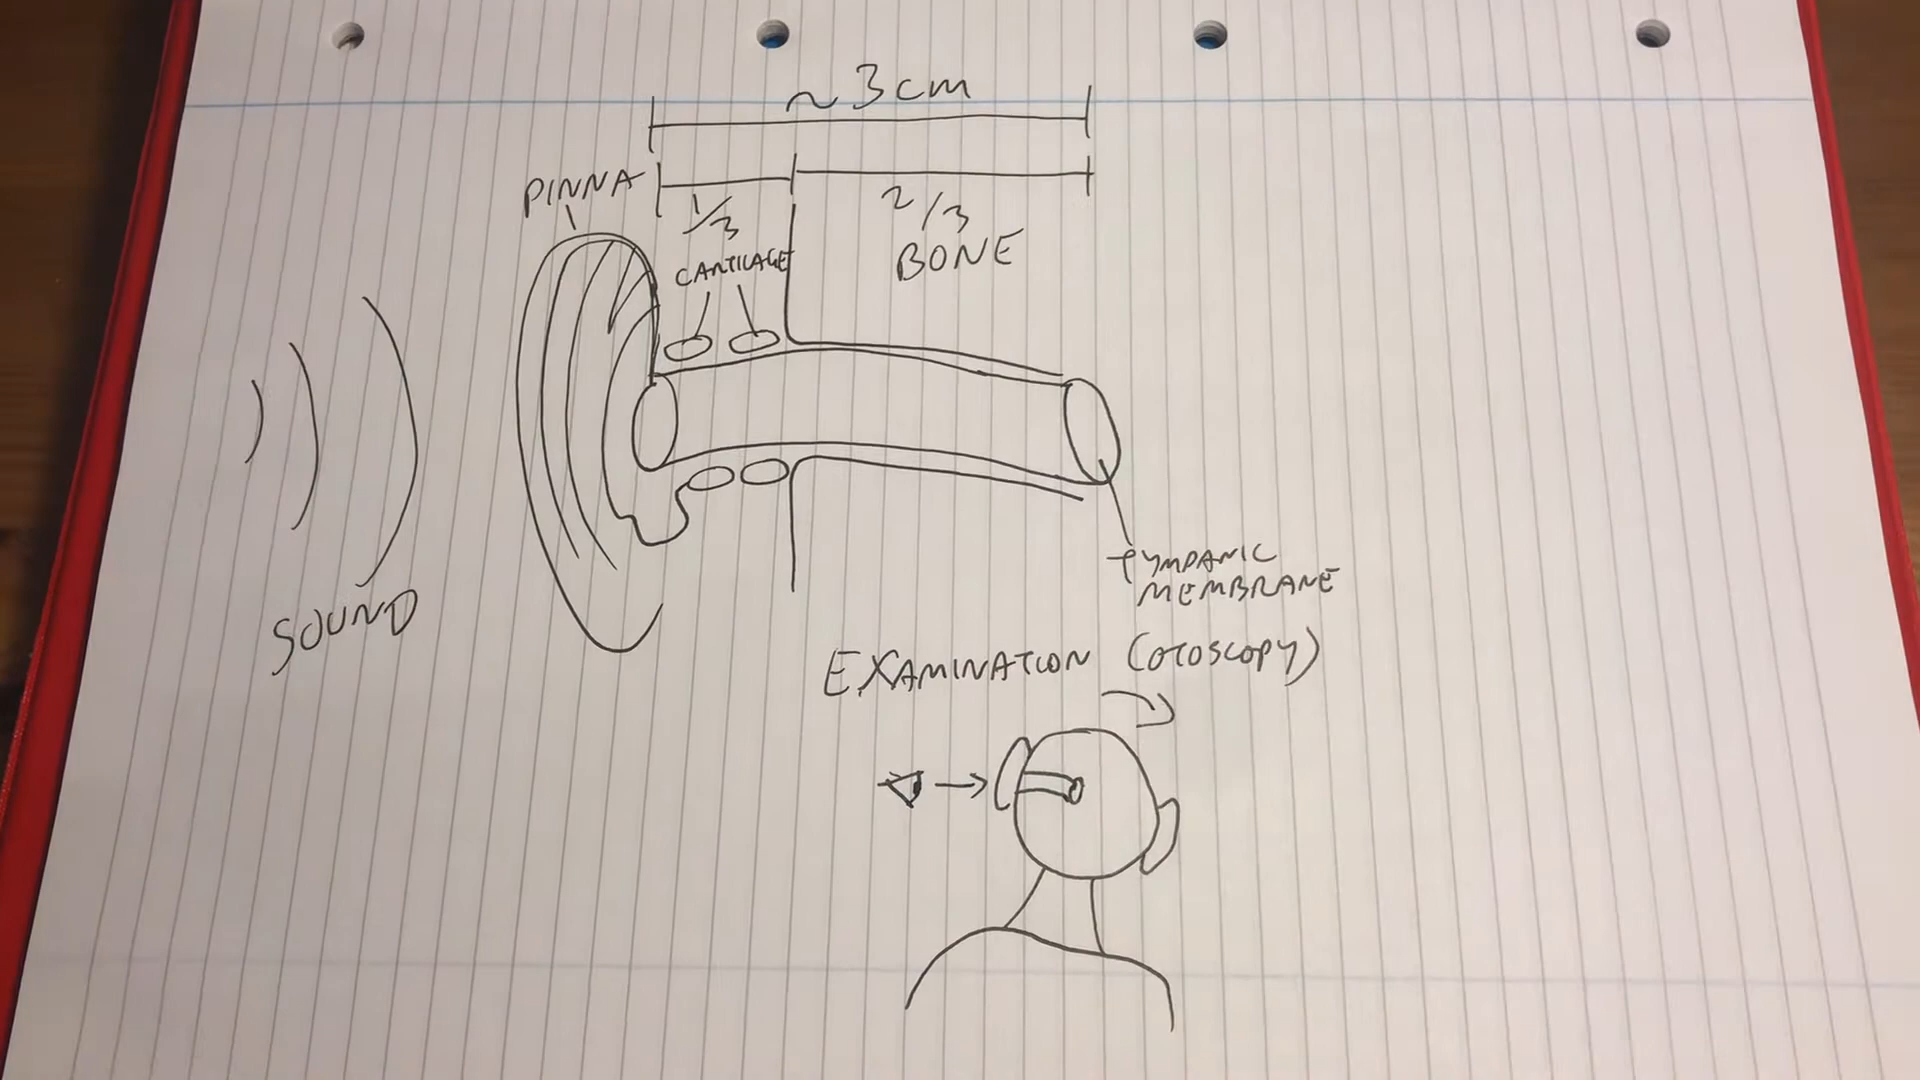 ~3cm
PINNA
1/3
2/3
CARTILAGE
BONE
SOUND
TYMPANIC
MEMBRANE
EXAMINATION (OTOSCOPY)